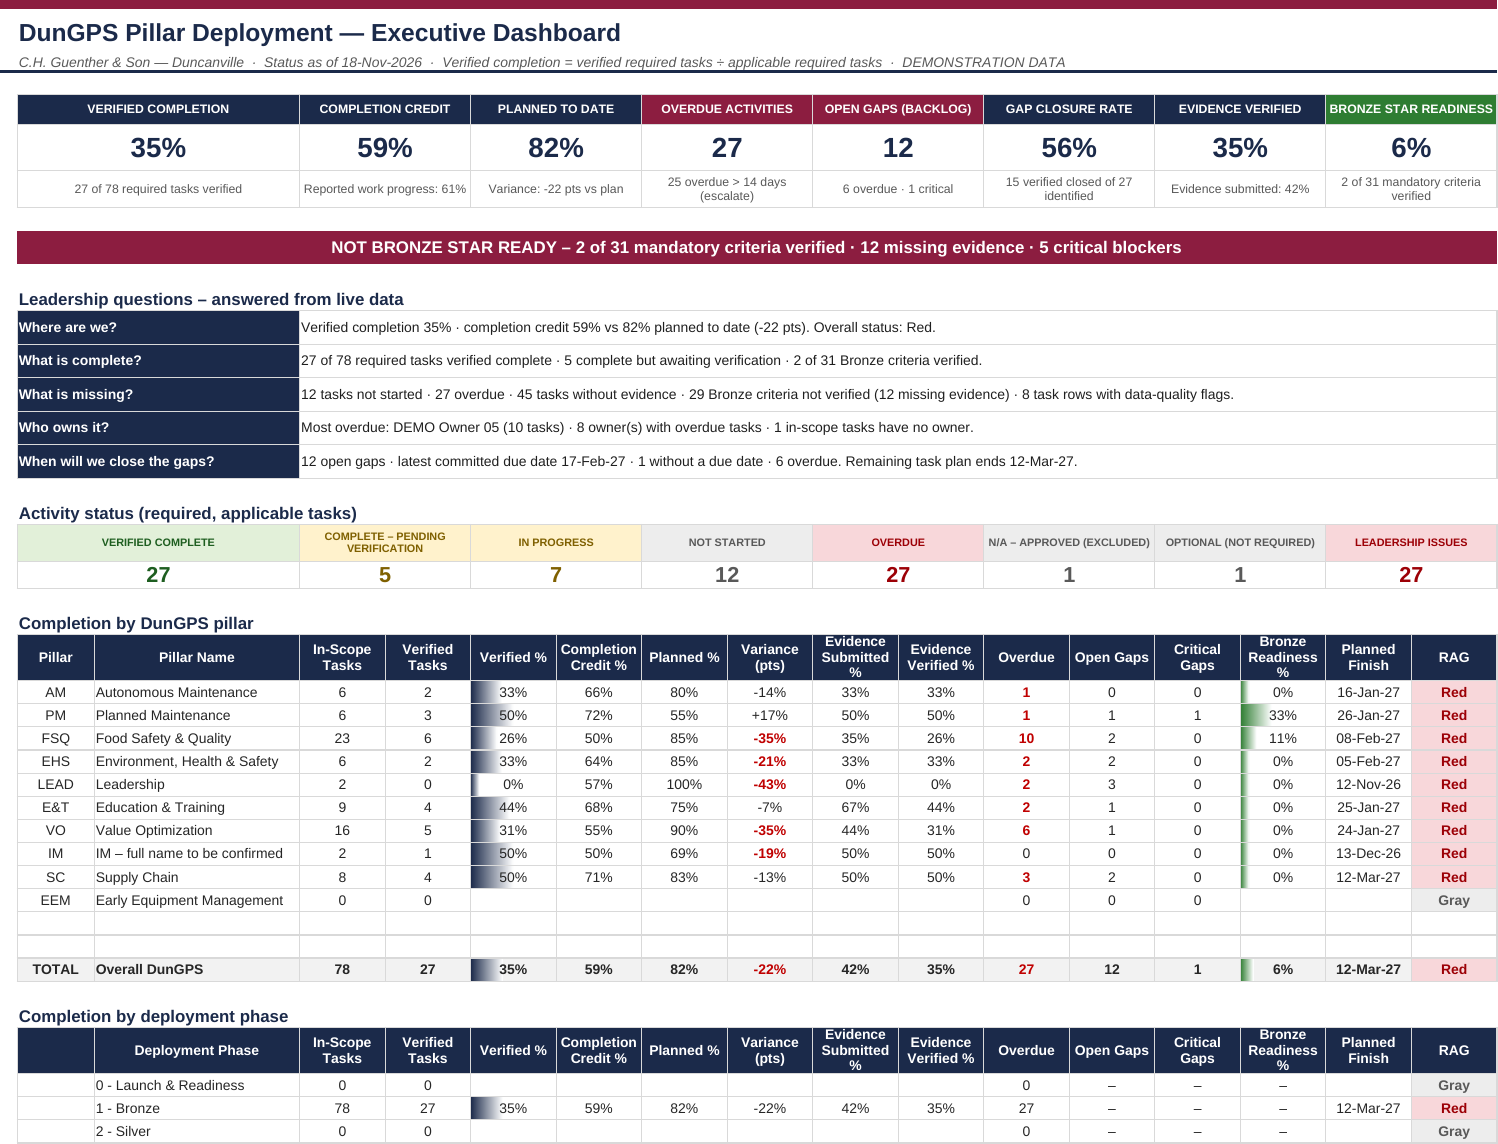 DunGPS Pillar Deployment — Executive Dashboard
C.H. Guenther & Son — Duncanville · Status as of 18-Nov-2026 · Verified completion = verified required tasks ÷ applicable required tasks · DEMONSTRATION DATA
VERIFIED COMPLETION COMPLETION CREDIT PLANNED TO DATE OVERDUE ACTIVITIES OPEN GAPS (BACKLOG) GAP CLOSURE RATE EVIDENCE VERIFIED BRONZE STAR READINESS
35% 59% 82% 27 12 56% 35% 6%
27 of 78 required tasks verified Reported work progress: 61% Variance: -22 pts vs plan 25 overdue > 14 days (escalate) 6 overdue · 1 critical 15 verified closed of 27 identified Evidence submitted: 42% 2 of 31 mandatory criteria verified
NOT BRONZE STAR READY – 2 of 31 mandatory criteria verified · 12 missing evidence · 5 critical blockers
Leadership questions – answered from live data
Where are we? Verified completion 35% · completion credit 59% vs 82% planned to date (-22 pts). Overall status: Red.
What is complete? 27 of 78 required tasks verified complete · 5 complete but awaiting verification · 2 of 31 Bronze criteria verified.
What is missing? 12 tasks not started · 27 overdue · 45 tasks without evidence · 29 Bronze criteria not verified (12 missing evidence) · 8 task rows with data-quality flags.
Who owns it? Most overdue: DEMO Owner 05 (10 tasks) · 8 owner(s) with overdue tasks · 1 in-scope tasks have no owner.
When will we close the gaps? 12 open gaps · latest committed due date 17-Feb-27 · 1 without a due date · 6 overdue. Remaining task plan ends 12-Mar-27.
Activity status (required, applicable tasks)
VERIFIED COMPLETE COMPLETE – PENDING VERIFICATION IN PROGRESS NOT STARTED OVERDUE N/A – APPROVED (EXCLUDED) OPTIONAL (NOT REQUIRED) LEADERSHIP ISSUES
27 5 7 12 27 1 1 27
Completion by DunGPS pillar
Pillar Pillar Name In-Scope Tasks Verified Tasks Verified % Completion Credit % Planned % Variance (pts) Evidence Submitted % Evidence Verified % Overdue Open Gaps Critical Gaps Bronze Readiness % Planned Finish RAG
AM Autonomous Maintenance 6 2 33% 66% 80% -14% 33% 33% 1 0 0 0% 16-Jan-27 Red
PM Planned Maintenance 6 3 50% 72% 55% +17% 50% 50% 1 1 1 33% 26-Jan-27 Red
FSQ Food Safety & Quality 23 6 26% 50% 85% -35% 35% 26% 10 2 0 11% 08-Feb-27 Red
EHS Environment, Health & Safety 6 2 33% 64% 85% -21% 33% 33% 2 2 0 0% 05-Feb-27 Red
LEAD Leadership 2 0 0% 57% 100% -43% 0% 0% 2 3 0 0% 12-Nov-26 Red
E&T Education & Training 9 4 44% 68% 75% -7% 67% 44% 2 1 0 0% 25-Jan-27 Red
VO Value Optimization 16 5 31% 55% 90% -35% 44% 31% 6 1 0 0% 24-Jan-27 Red
IM IM – full name to be confirmed 2 1 50% 50% 69% -19% 50% 50% 0 0 0 0% 13-Dec-26 Red
SC Supply Chain 8 4 50% 71% 83% -13% 50% 50% 3 2 0 0% 12-Mar-27 Red
EEM Early Equipment Management 0 0 0 0 0 Gray
TOTAL Overall DunGPS 78 27 35% 59% 82% -22% 42% 35% 27 12 1 6% 12-Mar-27 Red
Completion by deployment phase
Deployment Phase In-Scope Tasks Verified Tasks Verified % Completion Credit % Planned % Variance (pts) Evidence Submitted % Evidence Verified % Overdue Open Gaps Critical Gaps Bronze Readiness % Planned Finish RAG
0 - Launch & Readiness 0 0 0 – – – Gray
1 - Bronze 78 27 35% 59% 82% -22% 42% 35% 27 – – – 12-Mar-27 Red
2 - Silver 0 0 0 – – – Gray